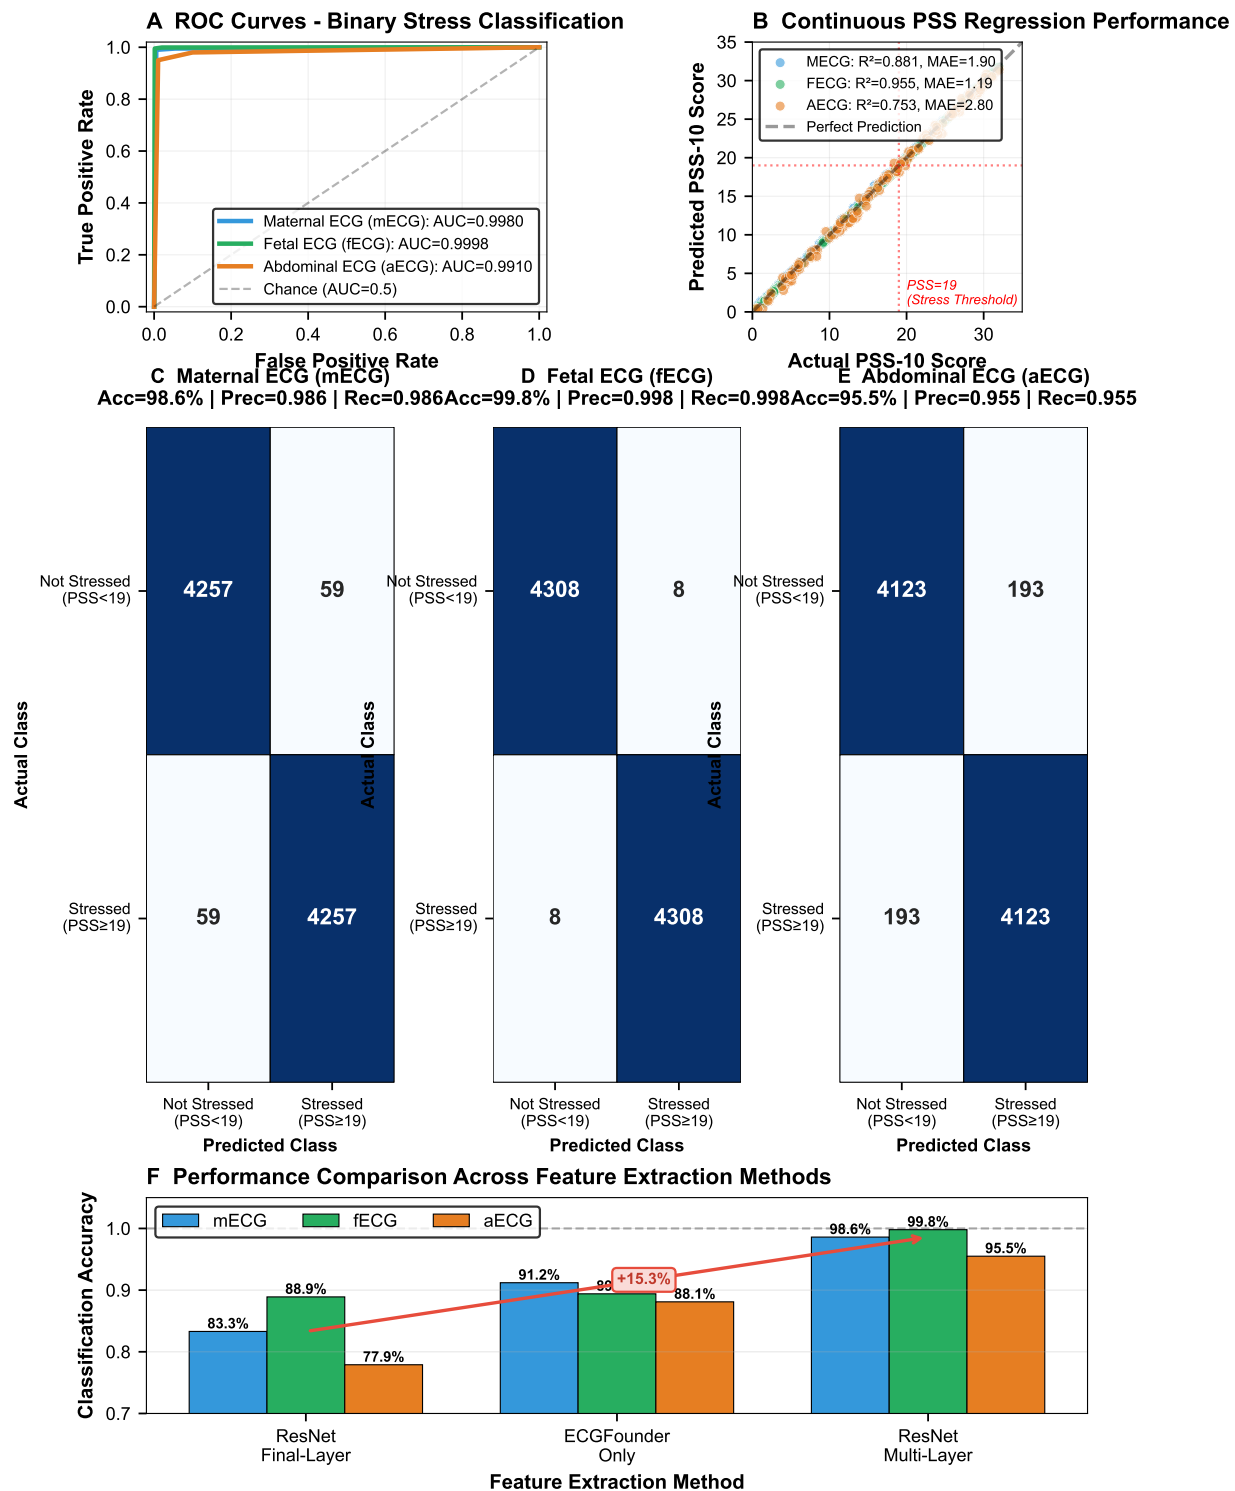 A ROC Curves - Binary Stress Classification
True Positive Rate
1.0
0.8
0.6
0.4
0.2
0.0
Maternal ECG (mECG): AUC=0.9980
Fetal ECG (fECG): AUC=0.9998
Abdominal ECG (aECG): AUC=0.9910
Chance (AUC=0.5)
0.0 0.2 0.4 0.6 0.8 1.0
False Positive Rate
B Continuous PSS Regression Performance
Predicted PSS-10 Score
35
30
25
20
15
10
5
0
MECG: R²=0.881, MAE=1.90
FECG: R²=0.955, MAE=1.19
AECG: R²=0.753, MAE=2.80
Perfect Prediction
PSS=19
(Stress Threshold)
0 10 20 30
Actual PSS-10 Score
C Maternal ECG (mECG)
Acc=98.6% | Prec=0.986 | Rec=0.986
Actual Class
Not Stressed
(PSS<19)
4257 59
Stressed
(PSS≥19)
59 4257
Not Stressed
(PSS<19)
Stressed
(PSS≥19)
Predicted Class
D Fetal ECG (fECG)
Acc=99.8% | Prec=0.998 | Rec=0.998
Actual Class
Not Stressed
(PSS<19)
4308 8
Stressed
(PSS≥19)
8 4308
Not Stressed
(PSS<19)
Stressed
(PSS≥19)
Predicted Class
E Abdominal ECG (aECG)
Acc=95.5% | Prec=0.955 | Rec=0.955
Actual Class
Not Stressed
(PSS<19)
4123 193
Stressed
(PSS≥19)
193 4123
Not Stressed
(PSS<19)
Stressed
(PSS≥19)
Predicted Class
F Performance Comparison Across Feature Extraction Methods
Classification Accuracy
1.0
0.9
0.8
0.7
mECG fECG aECG
83.3%
88.9%
77.9%
91.2%
+15.3%
88.1%
98.6%
99.8%
95.5%
ResNet
Final-Layer
ECGFounder
Only
ResNet
Multi-Layer
Feature Extraction Method